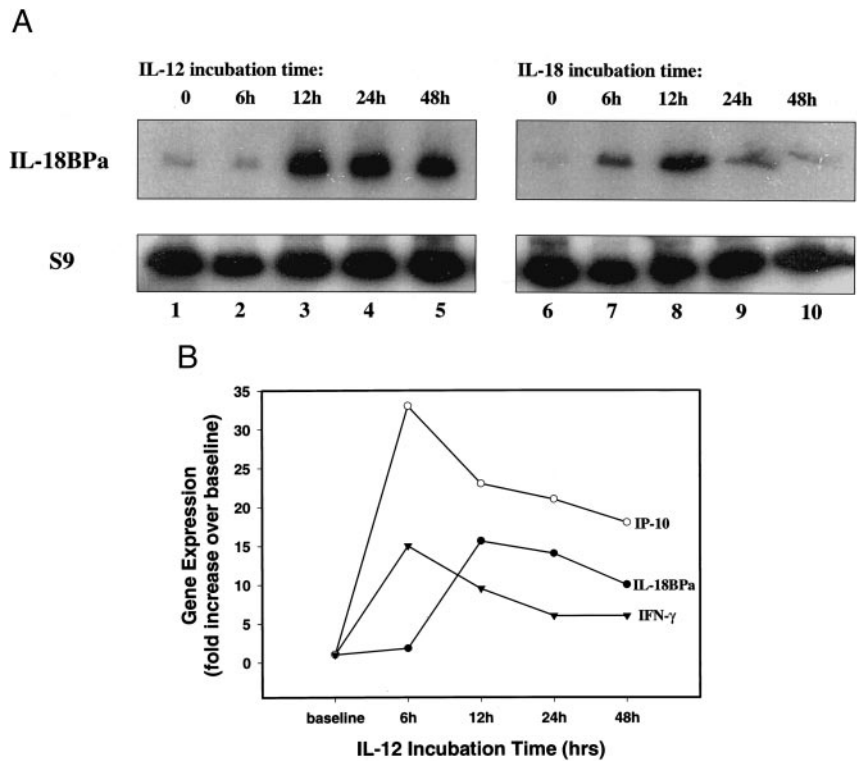 A
IL-12 incubation time:
0 6h 12h 24h 48h
IL-18 incubation time:
0 6h 12h 24h 48h
IL-18BPa
S9
1 2 3 4 5
6 7 8 9 10
B
Gene Expression
(fold increase over baseline)
35
30
25
20
15
10
5
0
IP-10
IL-18BPa
IFN-γ
baseline 6h 12h 24h 48h
IL-12 Incubation Time (hrs)